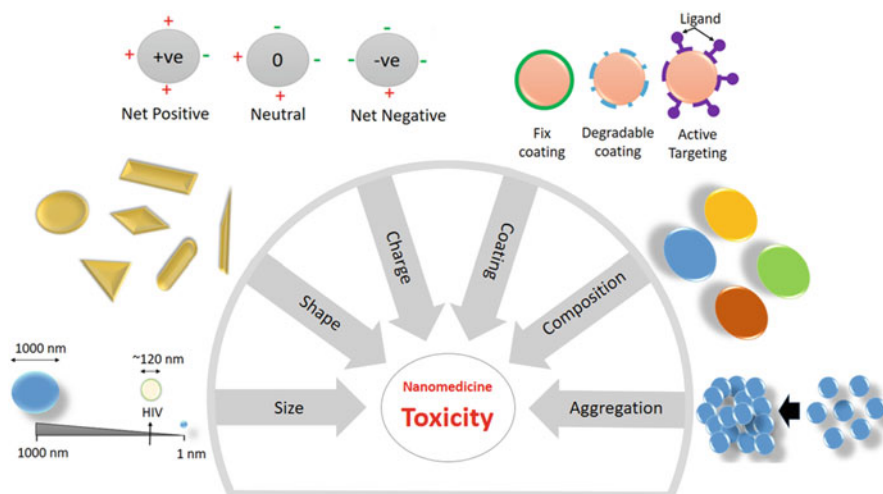 Ligand
+ +ve - + +
- + 0 - +
- - -ve - +
Net Positive
Neutral
Net Negative
Fix
coating
Degradable
coating
Active
Targeting
Charge
Coating
Shape
Composition
Size
Aggregation
Nanomedicine
Toxicity
1000 nm
~120 nm
HIV
1000 nm
1 nm